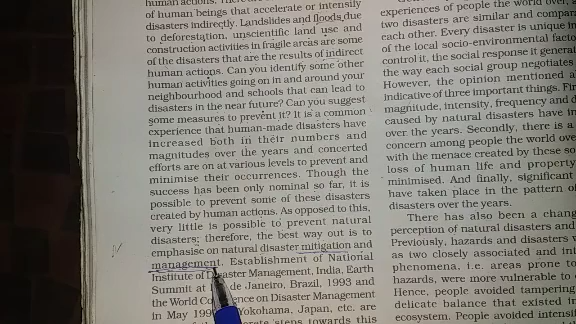 human actions.
of human beings that accelerate or intensify
disasters indirectly. Landslides and floods due
to deforestation, unscientific land use and
construction activities in fragile areas are some
of the disasters that are the results of indirect
human actions. Can you identify some other
human activities going on in and around your
neighbourhood and schools that can lead to
disasters in the near future? Can you suggest
some measures to prevent it? It is a common
experience that human-made disasters have
increased both in their numbers and
magnitudes over the years and concerted
efforts are on at various levels to prevent and
minimise their occurrences. Though the
success has been only nominal so far, it is
possible to prevent some of these disasters
created by human actions. As opposed to this,
very little is possible to prevent natural
disasters; therefore, the best way out is to
emphasise on natural disaster mitigation and
management. Establishment of National
Institute of Disaster Management, India, Earth
Summit at de Janeiro, Brazil, 1993 and
the World on Disaster Management
in May Yokohama, Japan, etc. are
steps towards this
experiences of people the world over,
two disasters are similar and compar
each other. Every disaster is unique in
of the local socio-environmental facto
control it, the social response it generat
the way each social group negotiates
However, the opinion mentioned a
indicative of three important things. Fir
magnitude, intensity, frequency and d
caused by natural disasters have in
over the years. Secondly, there is a
concern among people the world ove
with the menace created by these so
loss of human life and property
minimised. And finally, significant
have taken place in the pattern of
disasters over the years.
There has also been a chang
perception of natural disasters and
Previously, hazards and disasters
as two closely associated and int
phenomena, i.e. areas prone to
hazards, were more vulnerable to
Hence, people avoided tampering
delicate balance that existed in
ecosystem. People avoided intensi